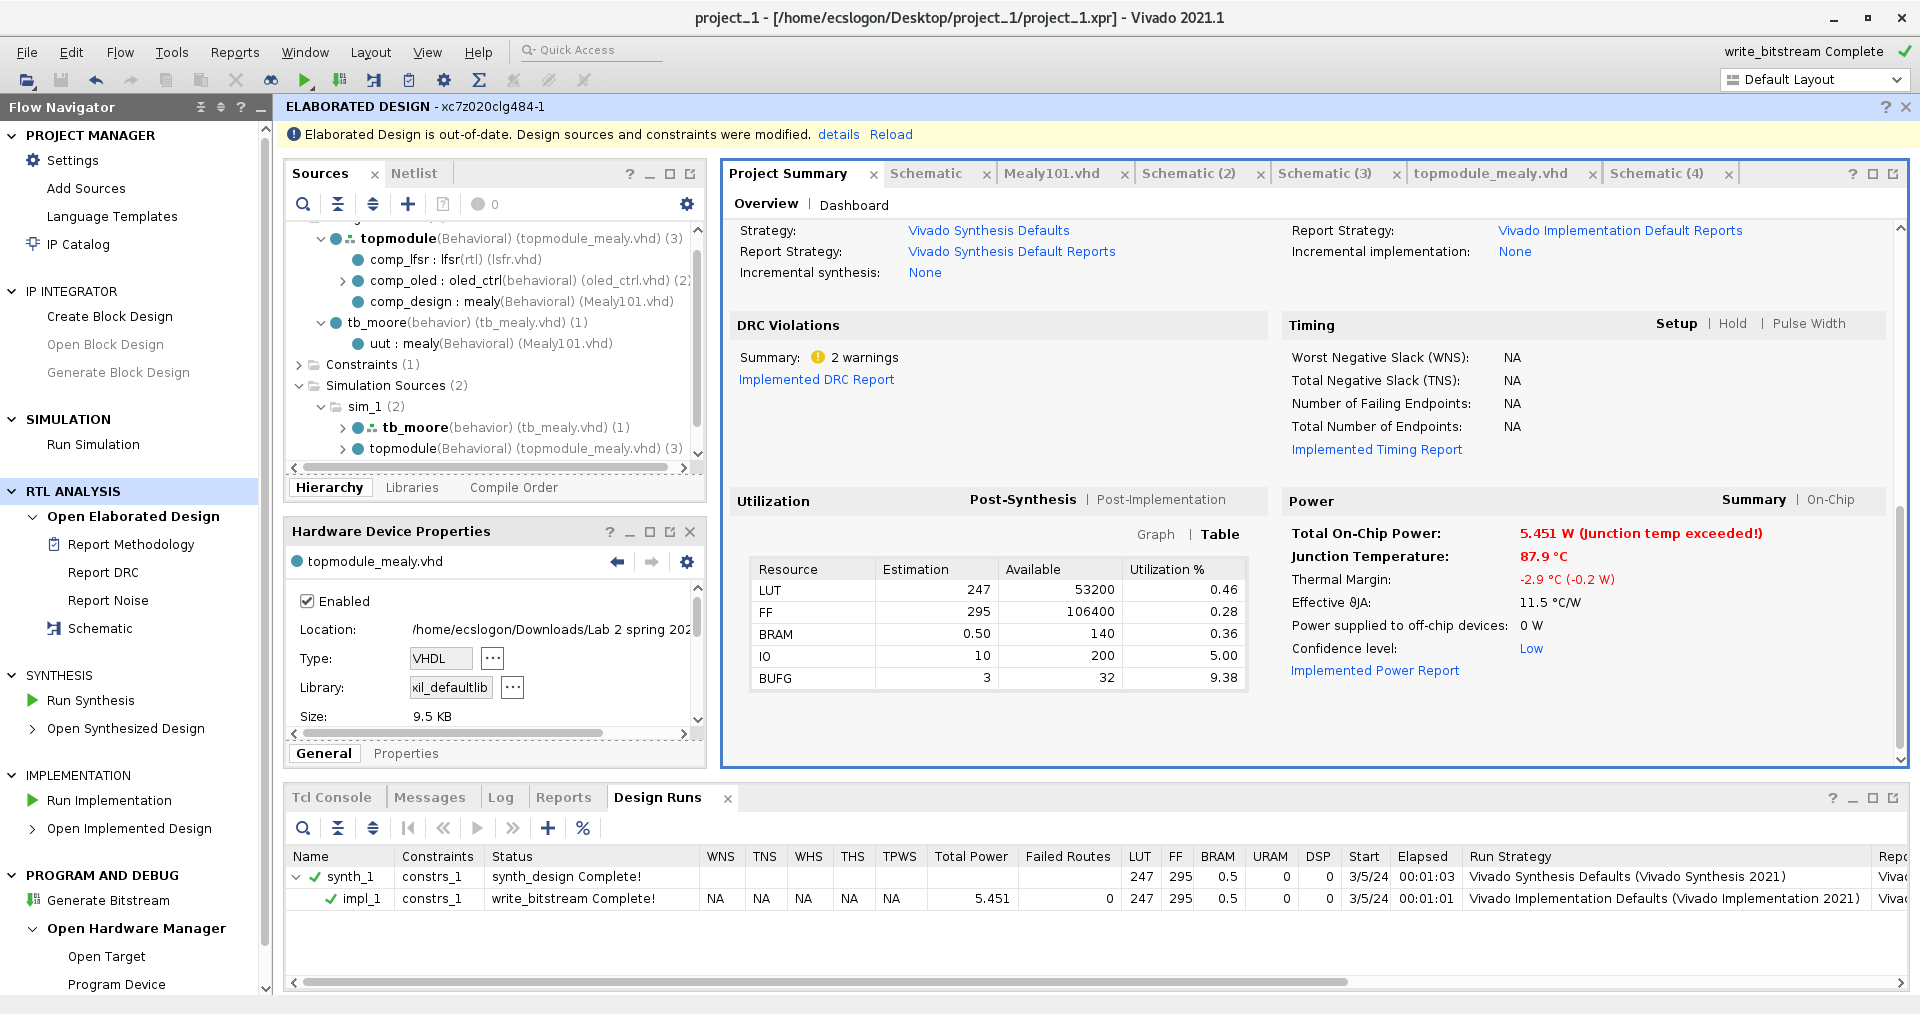 project_1 - [/home/ecslogon/Desktop/project_1/project_1.xpr] - Vivado 2021.1
File Edit Flow Tools Reports Window Layout View Help Quick Access
write_bitstream Complete
Default Layout
Flow Navigator
PROJECT MANAGER
Settings
Add Sources
Language Templates
IP Catalog
IP INTEGRATOR
Create Block Design
Open Block Design
Generate Block Design
SIMULATION
Run Simulation
RTL ANALYSIS
Open Elaborated Design
Report Methodology
Report DRC
Report Noise
Schematic
SYNTHESIS
Run Synthesis
Open Synthesized Design
IMPLEMENTATION
Run Implementation
Open Implemented Design
PROGRAM AND DEBUG
Generate Bitstream
Open Hardware Manager
Open Target
Program Device
ELABORATED DESIGN - xc7z020clg484-1
Elaborated Design is out-of-date. Design sources and constraints were modified. details Reload
Sources Netlist
0
topmodule(Behavioral) (topmodule_mealy.vhd) (3)
comp_lfsr : lfsr(rtl) (lsfr.vhd)
comp_oled : oled_ctrl(behavioral) (oled_ctrl.vhd) (2)
comp_design : mealy(Behavioral) (Mealy101.vhd)
tb_moore(behavior) (tb_mealy.vhd) (1)
uut : mealy(Behavioral) (Mealy101.vhd)
Constraints (1)
Simulation Sources (2)
sim_1 (2)
tb_moore(behavior) (tb_mealy.vhd) (1)
topmodule(Behavioral) (topmodule_mealy.vhd) (3)
Hierarchy Libraries Compile Order
Hardware Device Properties
topmodule_mealy.vhd
Enabled
Location: /home/ecslogon/Downloads/Lab 2 spring 202
Type: VHDL
Library: xil_defaultlib
Size: 9.5 KB
General Properties
Project Summary Schematic Mealy101.vhd Schematic (2) Schematic (3) topmodule_mealy.vhd Schematic (4)
Overview | Dashboard
Strategy: Vivado Synthesis Defaults
Report Strategy: Vivado Synthesis Default Reports
Incremental synthesis: None
Report Strategy: Vivado Implementation Default Reports
Incremental implementation: None
DRC Violations
Summary: 2 warnings
Implemented DRC Report
Timing Setup | Hold | Pulse Width
Worst Negative Slack (WNS): NA
Total Negative Slack (TNS): NA
Number of Failing Endpoints: NA
Total Number of Endpoints: NA
Implemented Timing Report
Utilization Post-Synthesis | Post-Implementation
Graph | Table
Resource Estimation Available Utilization %
LUT 247 53200 0.46
FF 295 106400 0.28
BRAM 0.50 140 0.36
IO 10 200 5.00
BUFG 3 32 9.38
Power Summary | On-Chip
Total On-Chip Power: 5.451 W (Junction temp exceeded!)
Junction Temperature: 87.9 °C
Thermal Margin: -2.9 °C (-0.2 W)
Effective ϑJA: 11.5 °C/W
Power supplied to off-chip devices: 0 W
Confidence level: Low
Implemented Power Report
Tcl Console Messages Log Reports Design Runs
Name Constraints Status WNS TNS WHS THS TPWS Total Power Failed Routes LUT FF BRAM URAM DSP Start Elapsed Run Strategy Repo
synth_1 constrs_1 synth_design Complete! 247 295 0.5 0 0 3/5/24 00:01:03 Vivado Synthesis Defaults (Vivado Synthesis 2021) Vivac
impl_1 constrs_1 write_bitstream Complete! NA NA NA NA NA 5.451 0 247 295 0.5 0 0 3/5/24 00:01:01 Vivado Implementation Defaults (Vivado Implementation 2021) Vivac